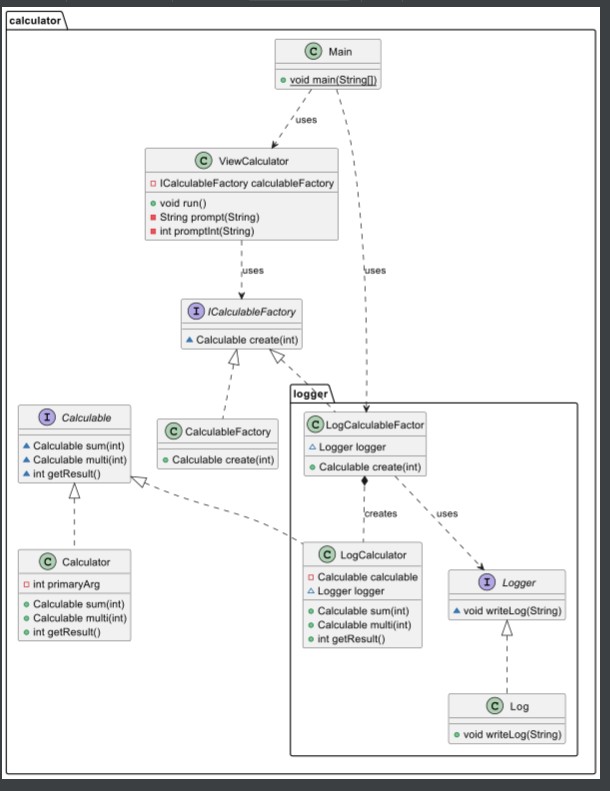 calculator
C Main
void main(String[])
uses
uses
C ViewCalculator
ICalculableFactory calculableFactory
void run()
String prompt(String)
int promptInt(String)
uses
I ICalculableFactory
Calculable create(int)
logger
I Calculable
Calculable sum(int)
Calculable multi(int)
int getResult()
C CalculableFactory
Calculable create(int)
C LogCalculableFactor
Logger logger
Calculable create(int)
creates
uses
C Calculator
int primaryArg
Calculable sum(int)
Calculable multi(int)
int getResult()
C LogCalculator
Calculable calculable
Logger logger
Calculable sum(int)
Calculable multi(int)
int getResult()
I Logger
void writeLog(String)
C Log
void writeLog(String)